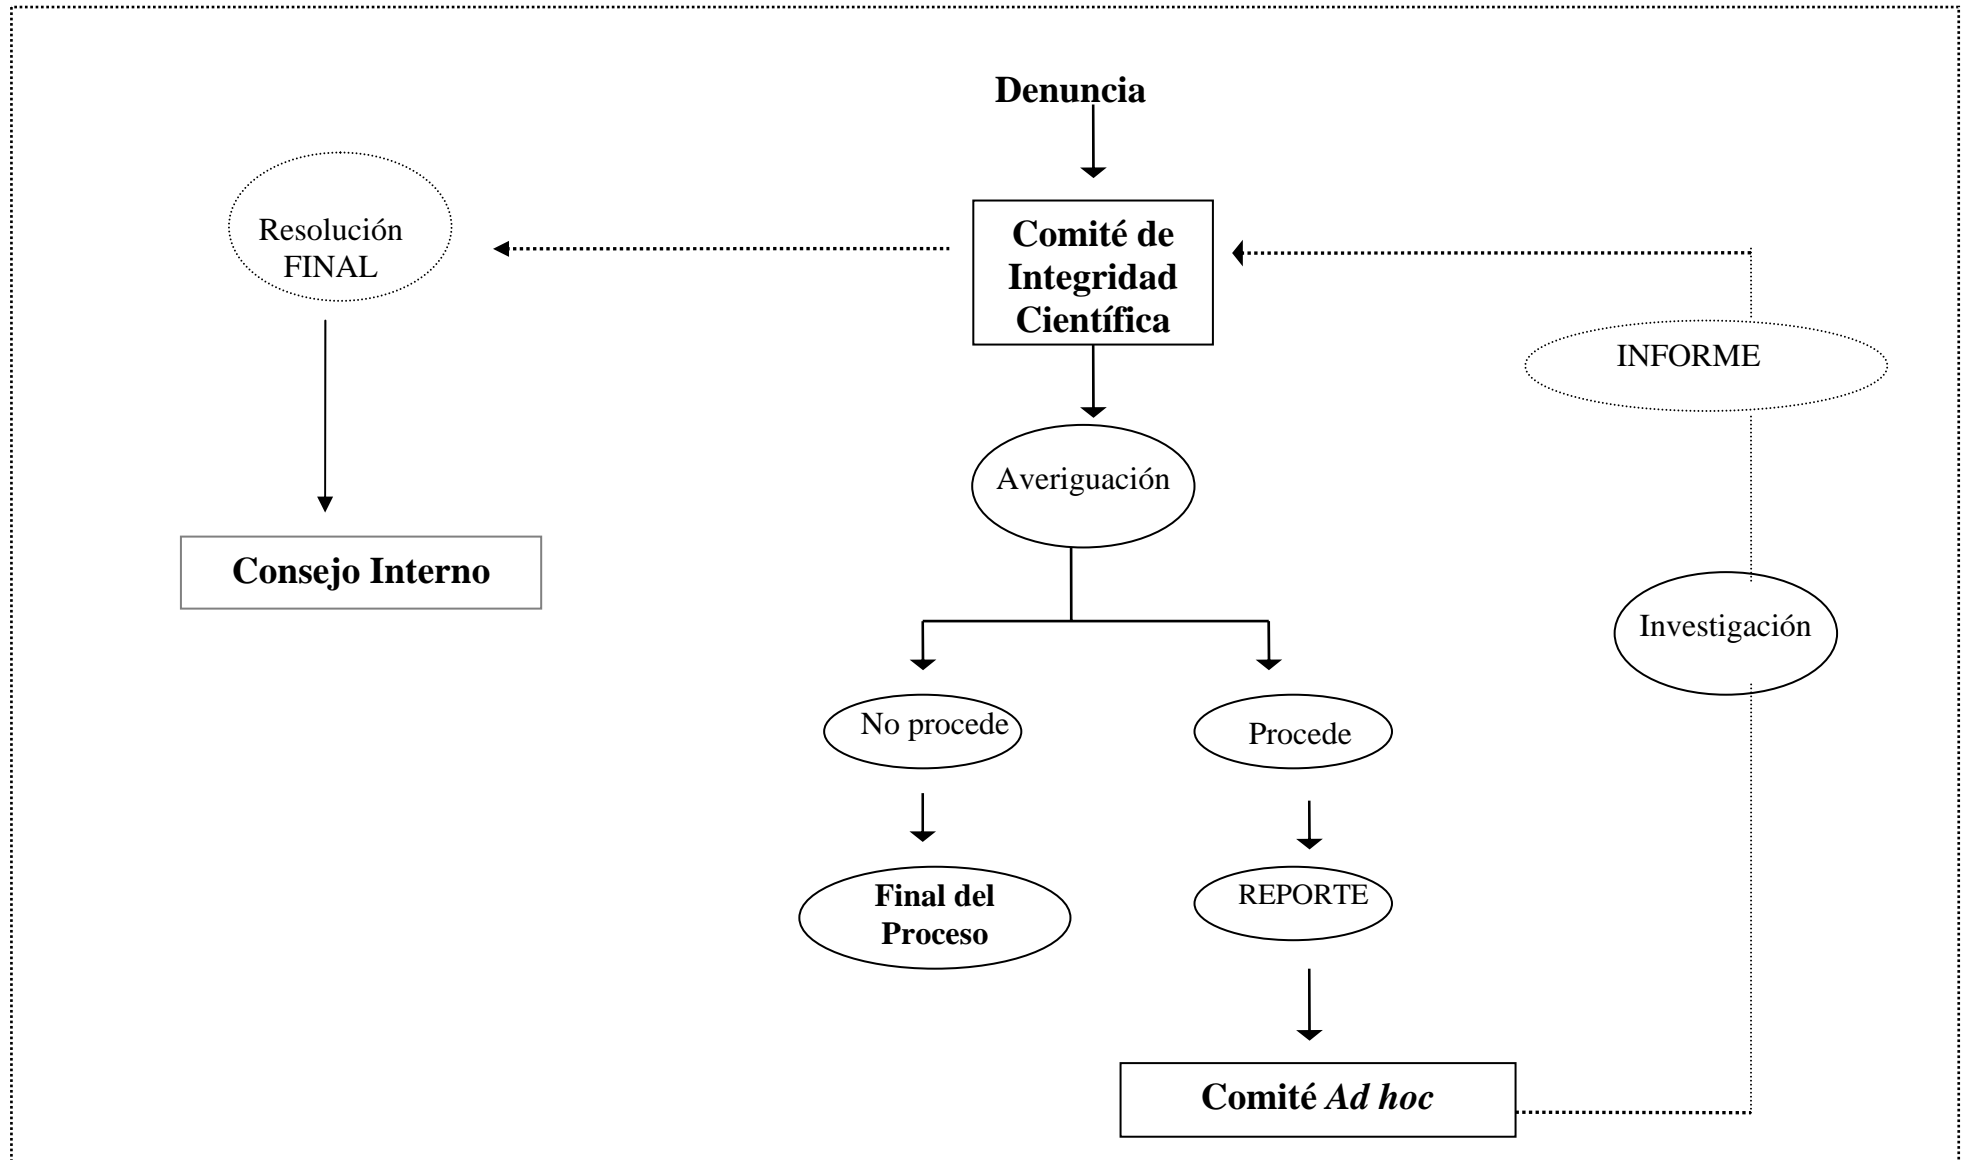 Denuncia
Resolución
FINAL
Comité de
Integridad
Científica
INFORME
Averiguación
Consejo Interno
Investigación
No procede
Procede
Final del
Proceso
REPORTE
Comité Ad hoc